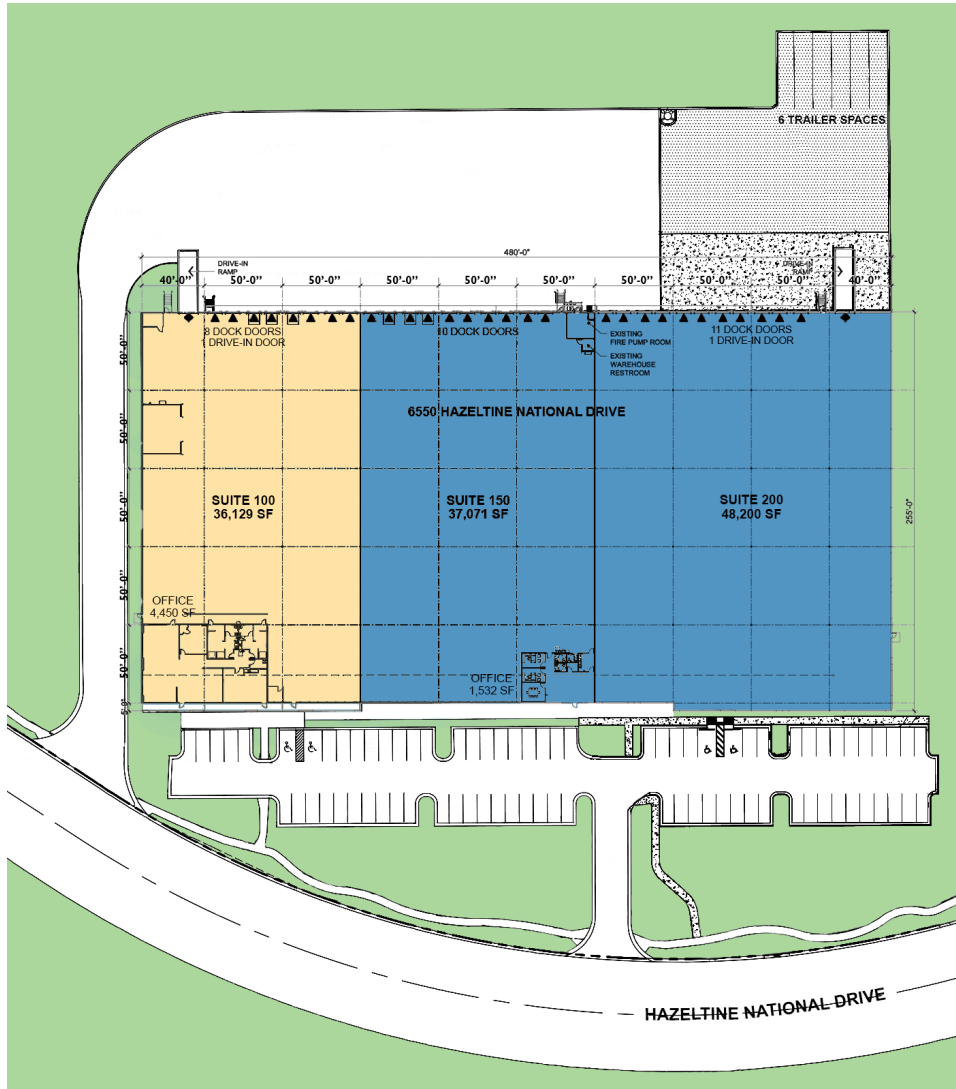 6 TRAILER SPACES
480'-0"
DRIVE-IN
RAMP
DRIVE-IN
RAMP
40'-0" 50'-0" 50'-0" 50'-0" 50'-0" 50'-0" 50'-0" 50'-0" 50'-0" 40'-0"
8 DOCK DOORS
1 DRIVE-IN DOOR
10 DOCK DOORS
EXISTING
FIRE PUMP ROOM
EXISTING
WAREHOUSE
RESTROOM
11 DOCK DOORS
1 DRIVE-IN DOOR
50'-0"
50'-0"
50'-0"
50'-0"
50'-0"
5'-0"
6550 HAZELTINE NATIONAL DRIVE
SUITE 100
36,129 SF
SUITE 150
37,071 SF
SUITE 200
48,200 SF
255'-0"
OFFICE
4,450 SF
OFFICE
1,532 SF
HAZELTINE NATIONAL DRIVE